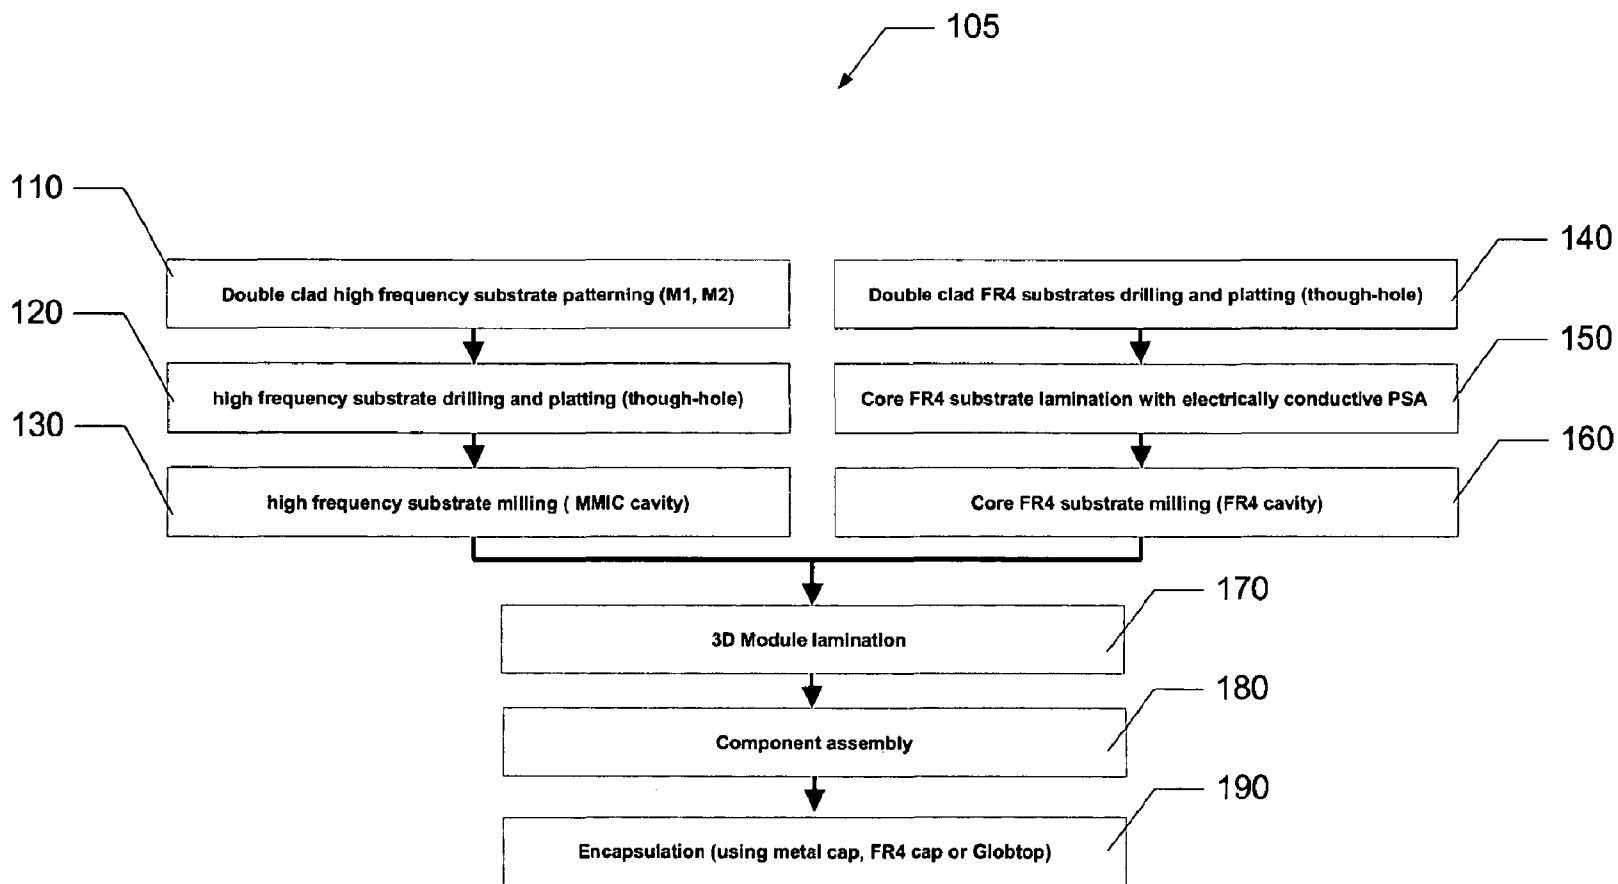 105
110
Double clad high frequency substrate patterning (M1, M2)
120
high frequency substrate drilling and platting (though-hole)
130
high frequency substrate milling ( MMIC cavity)
140
Double clad FR4 substrates drilling and platting (though-hole)
150
Core FR4 substrate lamination with electrically conductive PSA
160
Core FR4 substrate milling (FR4 cavity)
170
3D Module lamination
180
Component assembly
190
Encapsulation (using metal cap, FR4 cap or Globtop)